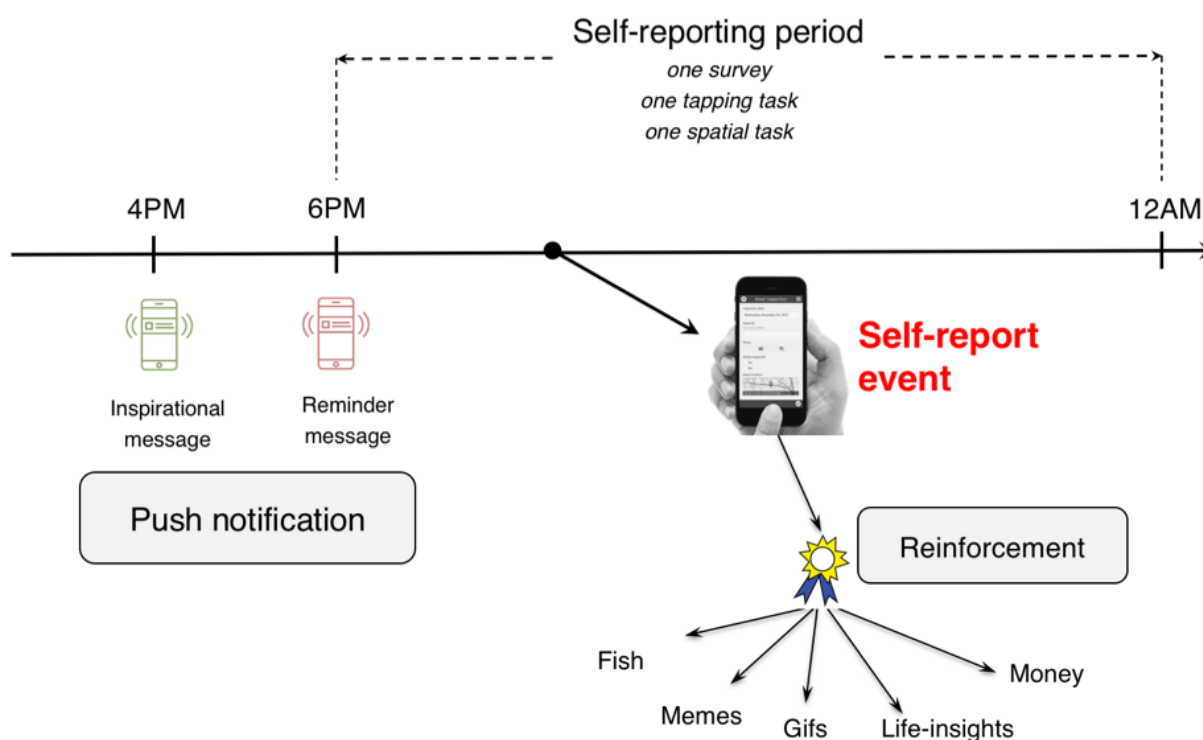 Self-reporting period
one survey
one tapping task
one spatial task
4PM
6PM
12AM
Self-report
event
Inspirational
message
Reminder
message
Push notification
Reinforcement
Fish
Memes
Gifs
Life-insights
Money